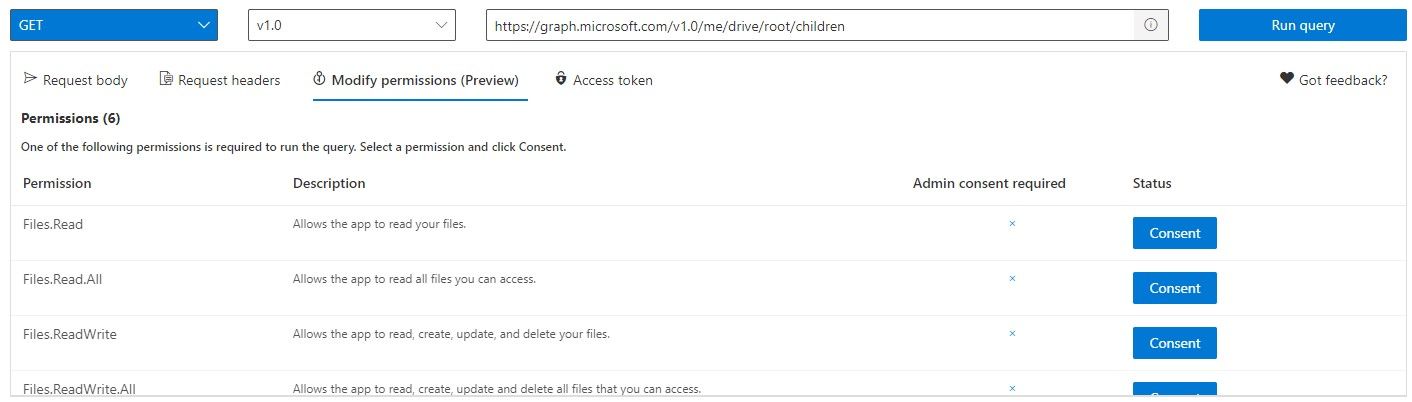 GET v1.0 https://graph.microsoft.com/v1.0/me/drive/root/children Run query
Request body Request headers Modify permissions (Preview) Access token Got feedback?
Permissions (6)
One of the following permissions is required to run the query. Select a permission and click Consent.
Permission Description Admin consent required Status
Files.Read Allows the app to read your files. Consent
Files.Read.All Allows the app to read all files you can access. Consent
Files.ReadWrite Allows the app to read, create, update, and delete your files. Consent
Files.ReadWrite.All Allows the app to read, create, update and delete all files that you can access. Consent